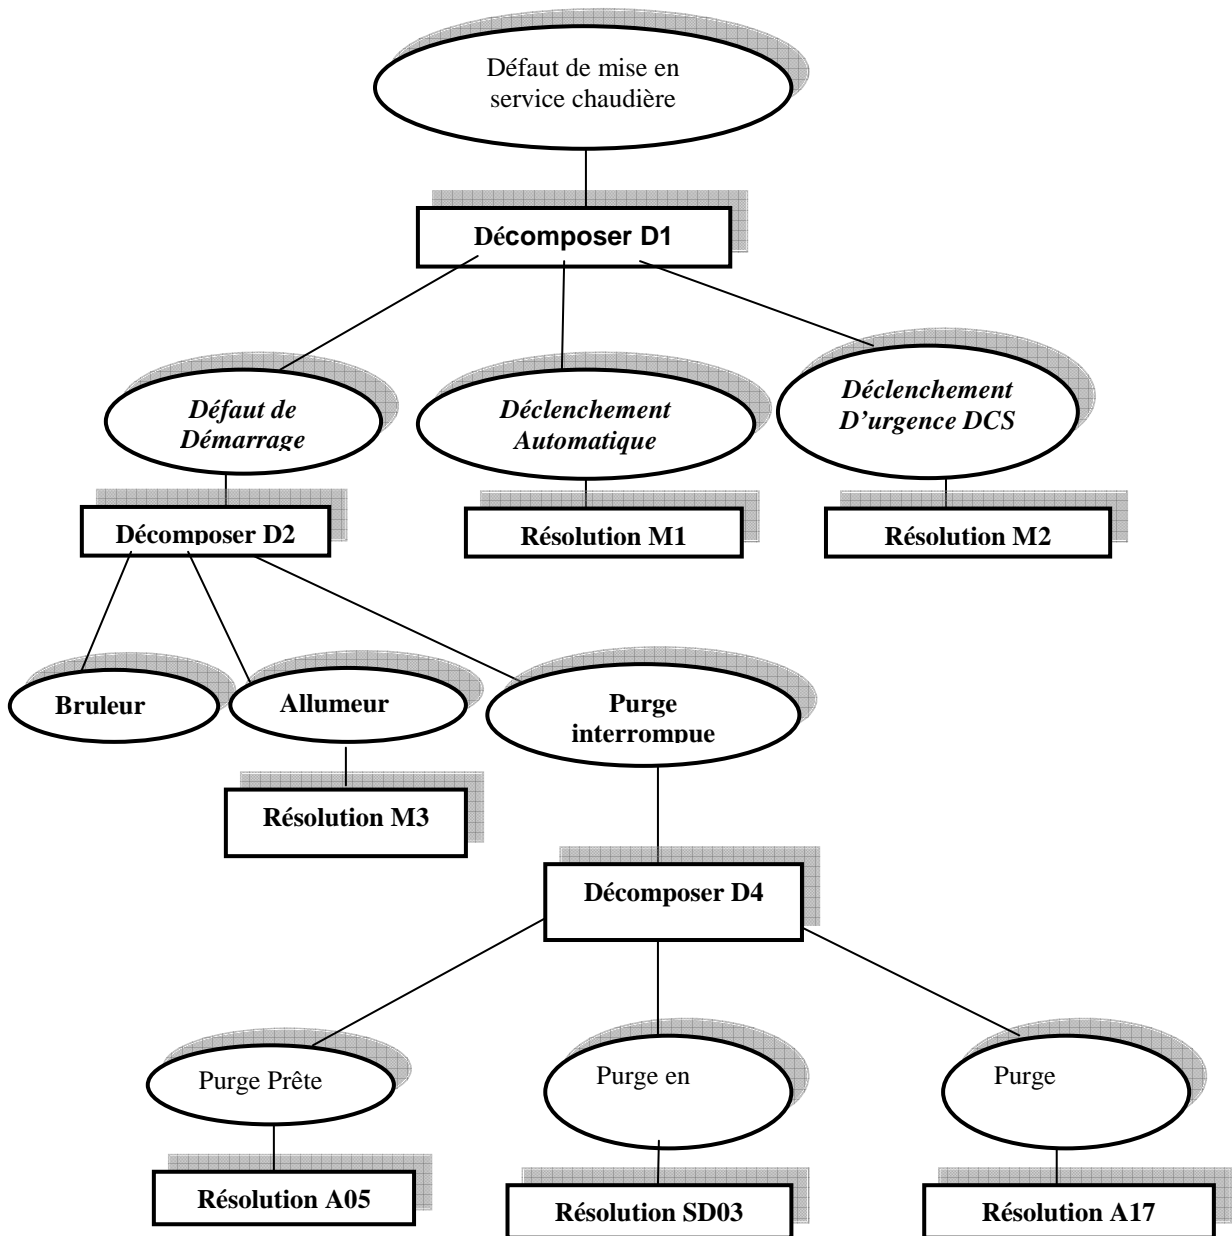 Défaut de mise en
service chaudière
Décomposer D1
Défaut de
Démarrage
Déclenchement
Automatique
Déclenchement
D’urgence DCS
Décomposer D2
Résolution M1
Résolution M2
Bruleur
Allumeur
Purge
interrompue
Résolution M3
Décomposer D4
Purge Prête
Purge en
Purge
Résolution A05
Résolution SD03
Résolution A17